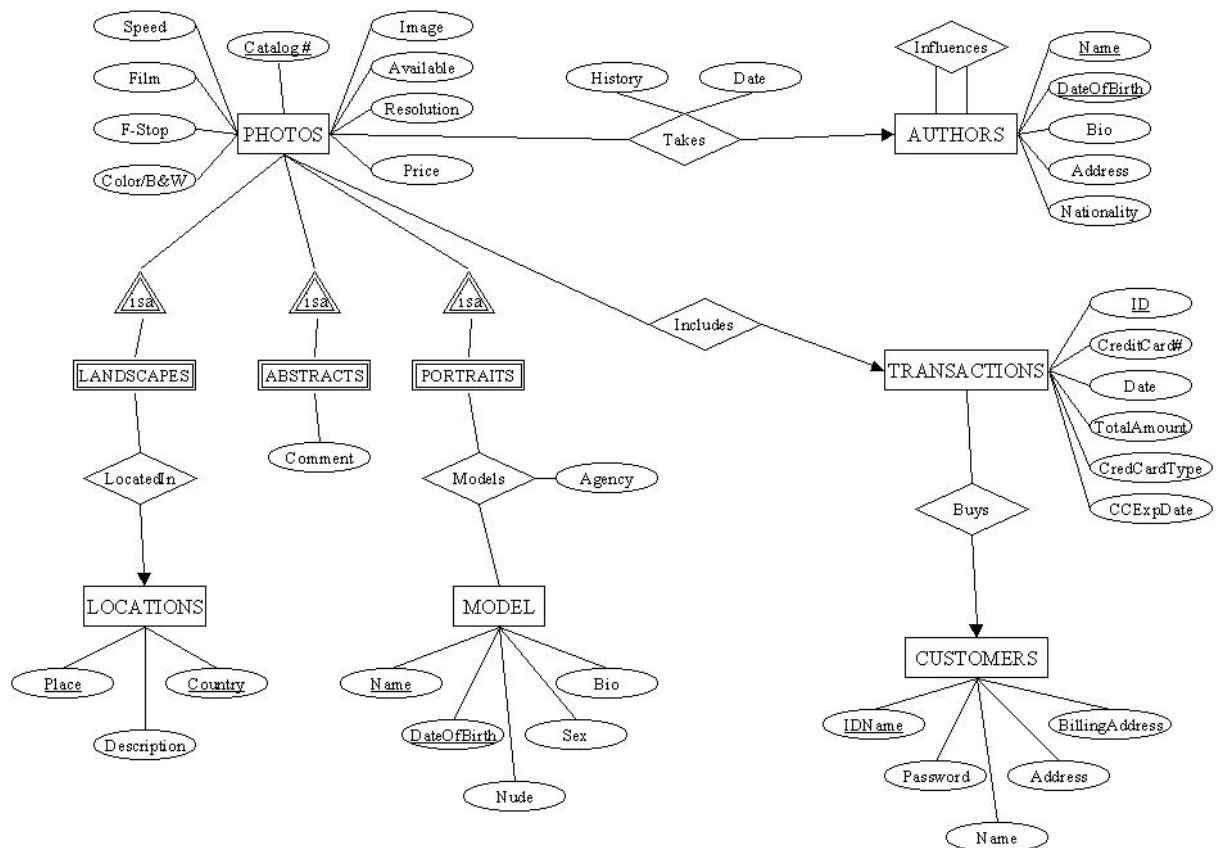 Speed
Catalog#
Image
Influences
Name
Film
Available
History
Date
DateOfBirth
F-Stop
PHOTOS
Resolution
Takes
AUTHORS
Bio
Color/B&W
Price
Address
Nationality
isa
isa
isa
Includes
ID
LANDSCAPES
ABSTRACTS
PORTRAITS
TRANSACTIONS
CreditCard#
Date
TotalAmount
LocatedIn
Comment
Models
Agency
CredCardType
Buys
CCExpDate
LOCATIONS
MODEL
CUSTOMERS
Place
Country
Name
Bio
Description
DateOfBirth
Sex
Nude
IDName
BillingAddress
Password
Address
Name